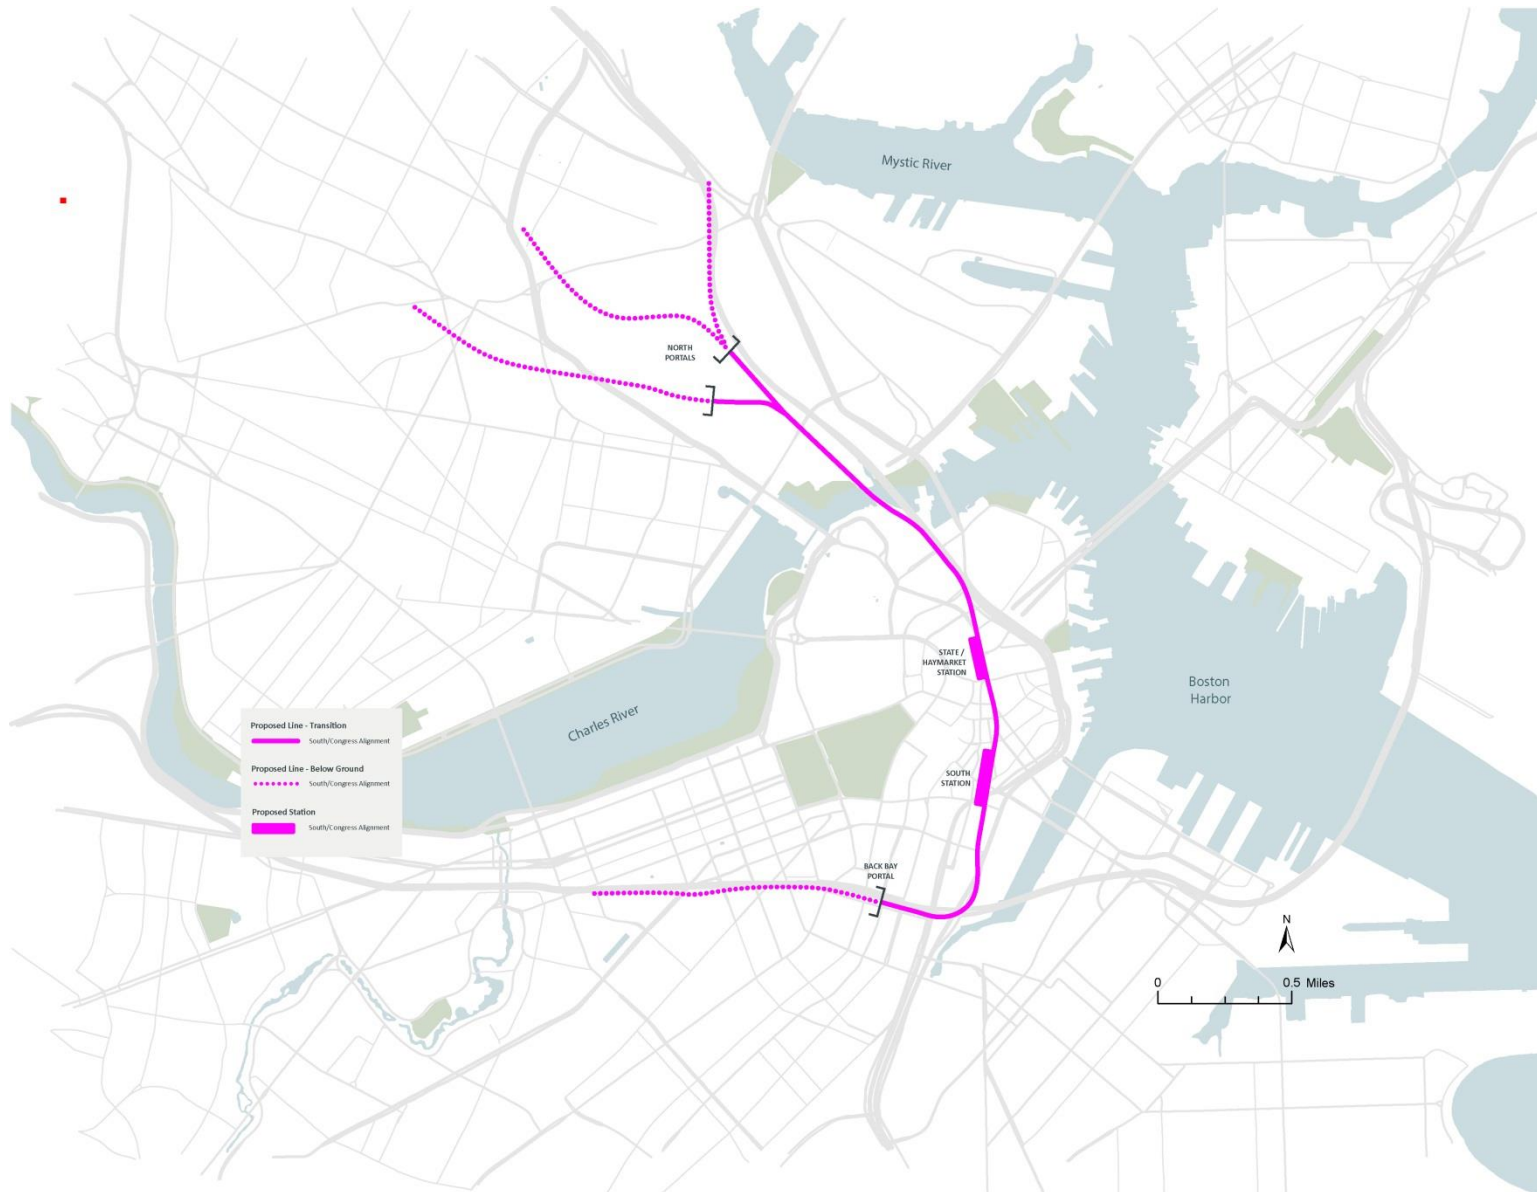 Mystic River
NORTH
PORTALS
STATE /
HAYMARKET
STATION
Boston
Harbor
Charles River
Proposed Line - Transition
South/Congress Alignment
Proposed Line - Below Ground
South/Congress Alignment
Proposed Station
South/Congress Alignment
SOUTH
STATION
BACK BAY
PORTAL
N
0 0.5 Miles